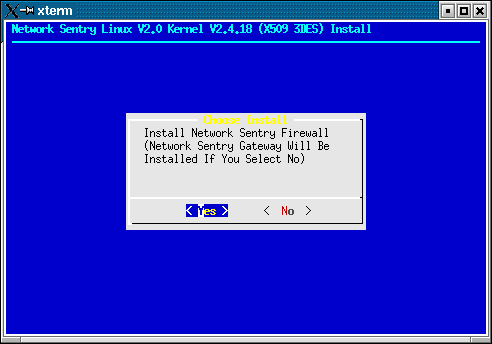 xterm
Network Sentry Linux V2.0 Kernel V2.4.18 (X509 3DES) Install
Choose Install
Install Network Sentry Firewall
(Network Sentry Gateway Will Be
Installed If You Select No)
< Yes > < No >